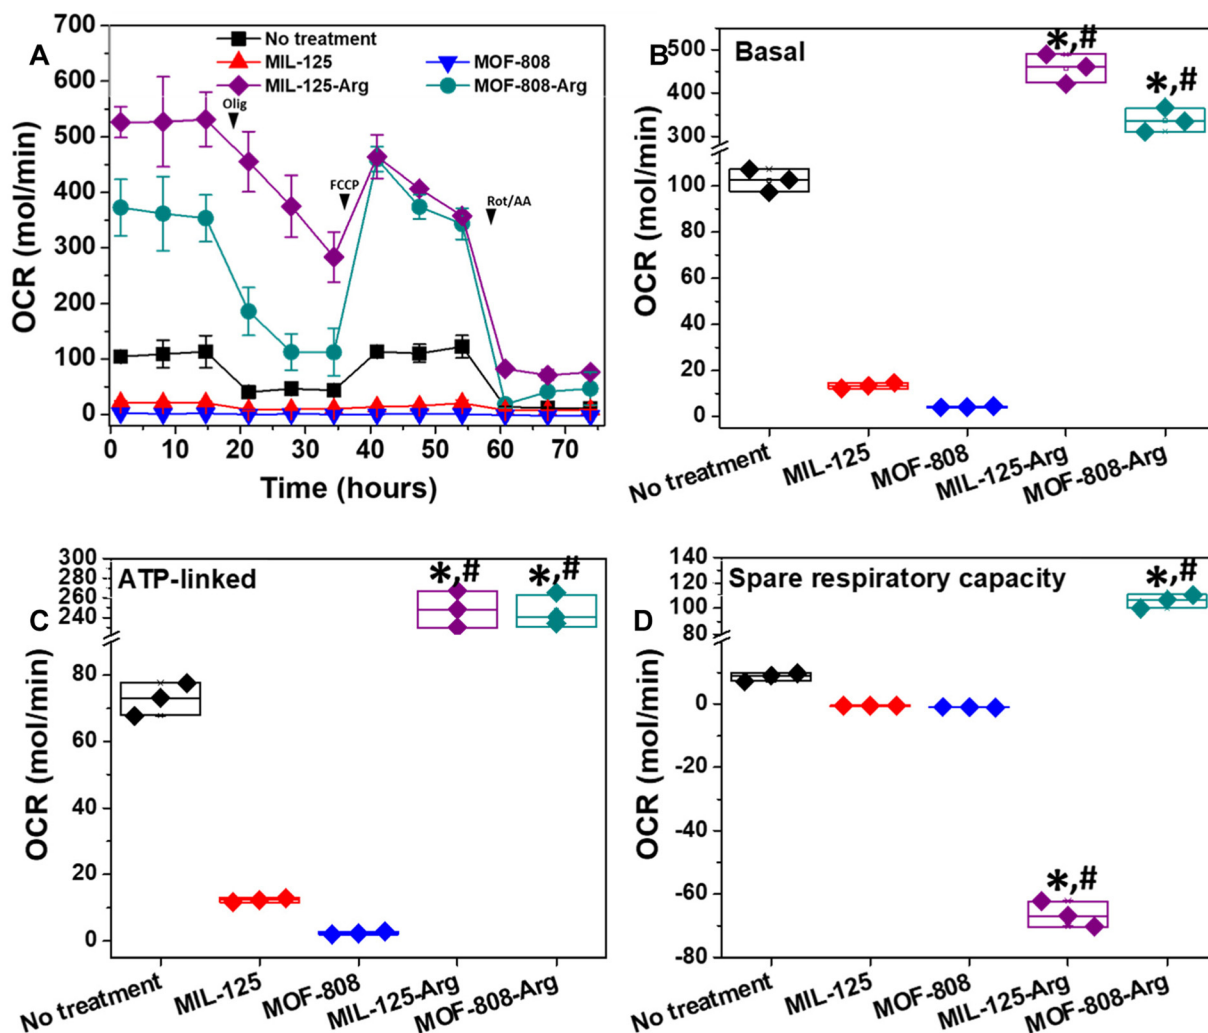 A
No treatment
MIL-125
MOF-808
MIL-125-Arg
MOF-808-Arg
Olig
FCCP
Rot/AA
700
600
500
400
300
200
100
0
OCR (mol/min)
0 10 20 30 40 50 60 70
Time (hours)
B
Basal
*,#
*,#
500
400
300
100
80
60
40
20
0
OCR (mol/min)
No treatment
MIL-125
MOF-808
MIL-125-Arg
MOF-808-Arg
C
ATP-linked
*,#
*,#
300
280
260
240
80
60
40
20
0
OCR (mol/min)
No treatment
MIL-125
MOF-808
MIL-125-Arg
MOF-808-Arg
D
Spare respiratory capacity
*,#
*,#
140
120
100
80
0
-20
-40
-60
-80
OCR (mol/min)
No treatment
MIL-125
MOF-808
MIL-125-Arg
MOF-808-Arg